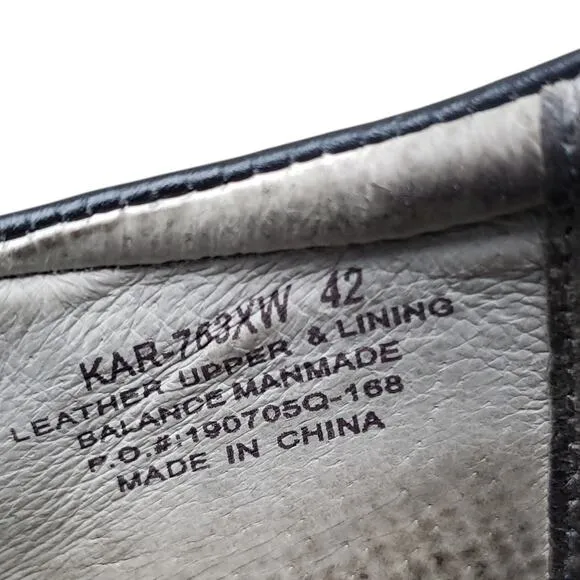 KAR-763XW 42
LEATHER UPPER & LINING
BALANCE MANMADE
P.O.#:190705Q-168
MADE IN CHINA